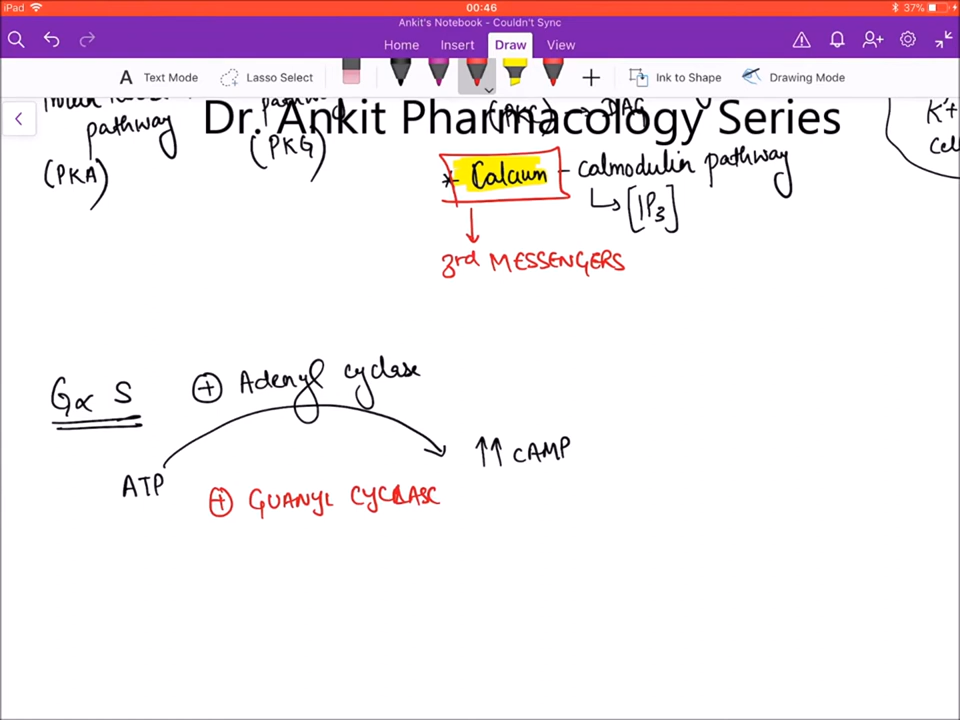 iPad 00:46 37%
Ankit's Notebook - Couldn't Sync
Home Insert Draw View
A Text Mode Lasso Select Ink to Shape Drawing Mode
Dr. Ankit Pharmacology Series
pathway
(PKA)
(PKG)
(PKC) → DAG
K+
* Calcium - calmodulin pathway
↳ [IP3]
↓
3rd MESSENGERS
Gα S
⊕ Adenyl cyclase
ATP
↑↑ cAMP
⊕ GUANYL CYCLASE